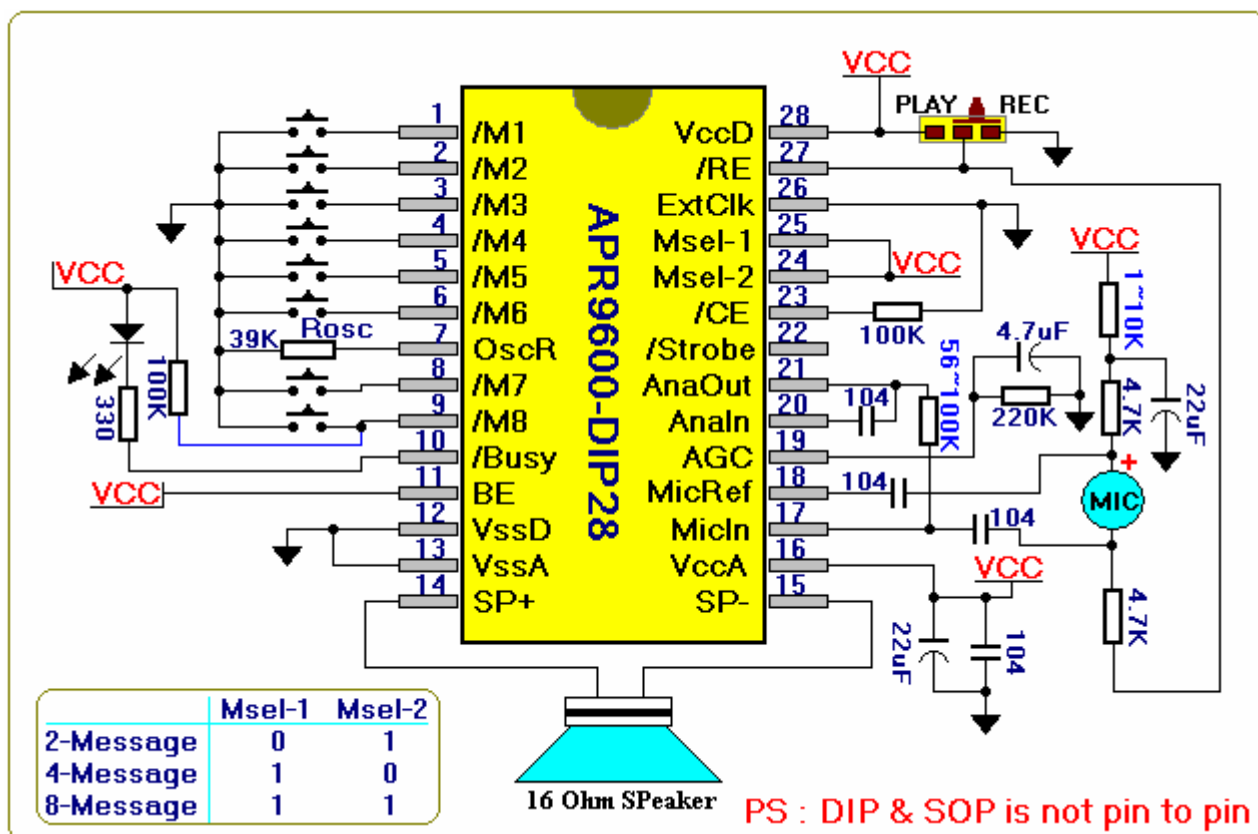 VCC
PLAY REC
1 /M1
2 /M2
3 /M3
4 /M4
5 /M5
6 /M6
7 OscR
8 /M7
9 /M8
10 /Busy
11 BE
12 VssD
13 VssA
14 SP+
APR9600-DIP28
VccD 28
/RE 27
ExtClk 26
Msel-1 25
Msel-2 24
/CE 23
/Strobe 22
AnaOut 21
AnaIn 20
AGC 19
MicRef 18
MicIn 17
VccA 16
SP- 15
VCC
39K Rosc
100K
330
VCC
VCC
100K
56~100K
104
104
104
4.7uF
220K
VCC
1~10K
4.7K
22uF
+
MIC
4.7K
VCC
22uF
104
16 Ohm SPeaker
Msel-1 Msel-2
2-Message 0 1
4-Message 1 0
8-Message 1 1
PS : DIP & SOP is not pin to pin